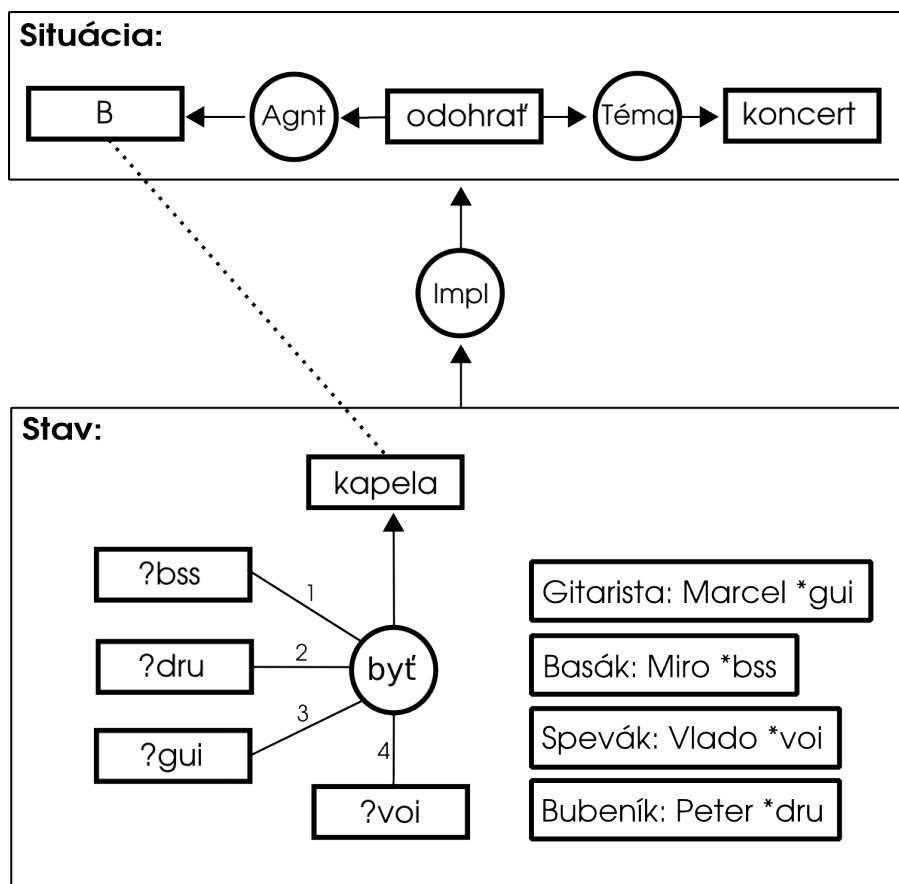 Situácia:
B
Agnt
odohrať
Téma
koncert
Impl
Stav:
kapela
?bss
1
?dru
2
byť
?gui
3
4
?voi
Gitarista: Marcel *gui
Basák: Miro *bss
Spevák: Vlado *voi
Bubeník: Peter *dru